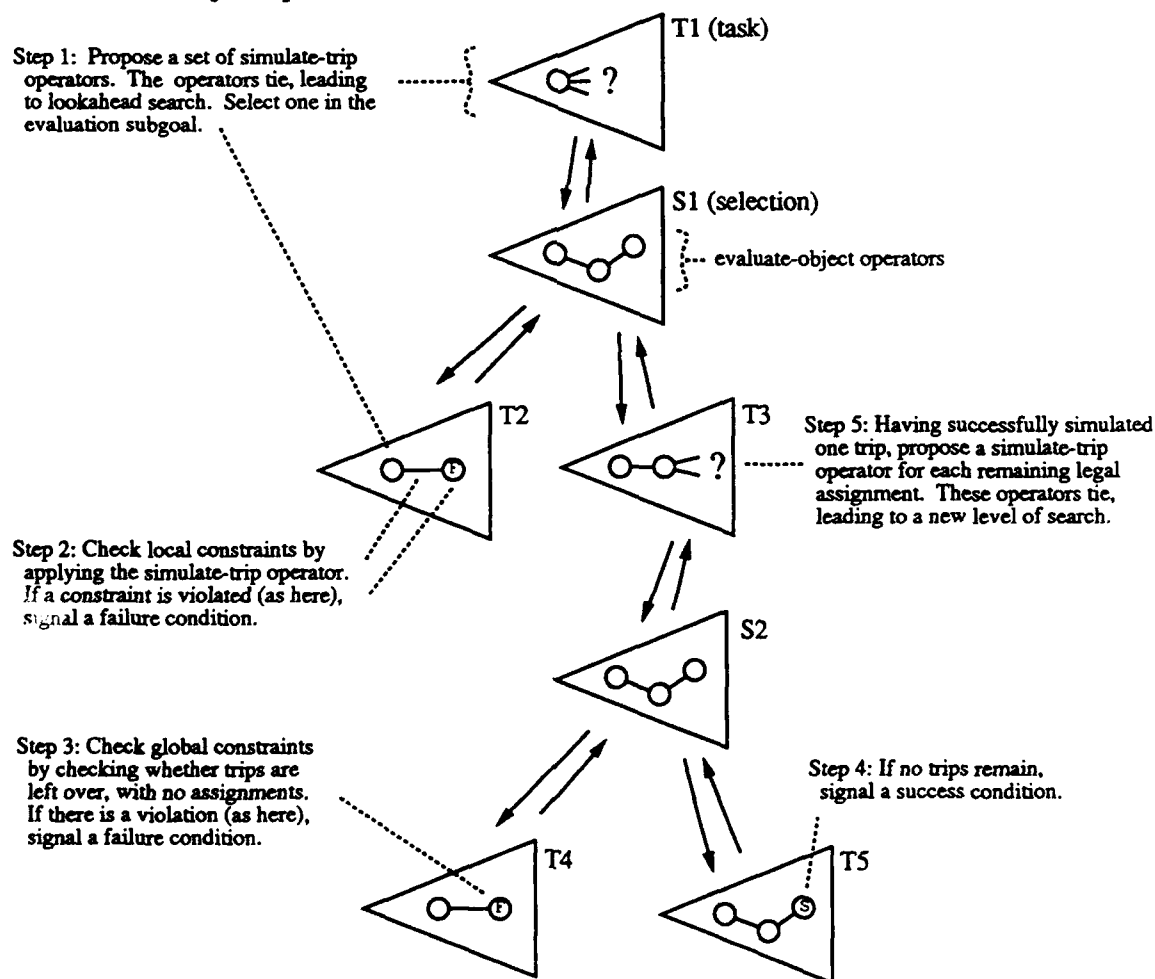 T1 (task)
Step 1: Propose a set of simulate-trip
operators. The operators tie, leading
to lookahead search. Select one in the
evaluation subgoal.
?
S1 (selection)
evaluate-object operators
T2
T3
F
?
Step 5: Having successfully simulated
one trip, propose a simulate-trip
operator for each remaining legal
assignment. These operators tie,
leading to a new level of search.
Step 2: Check local constraints by
applying the simulate-trip operator.
If a constraint is violated (as here),
signal a failure condition.
S2
Step 3: Check global constraints
by checking whether trips are
left over, with no assignments.
If there is a violation (as here),
signal a failure condition.
Step 4: If no trips remain,
signal a success condition.
T4
T5
F
S